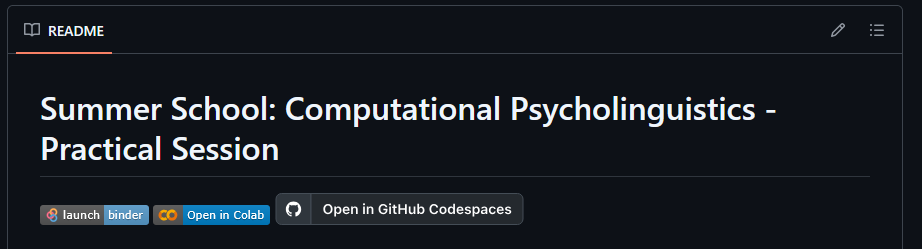 README
Summer School: Computational Psycholinguistics -
Practical Session
launch binder Open in Colab Open in GitHub Codespaces